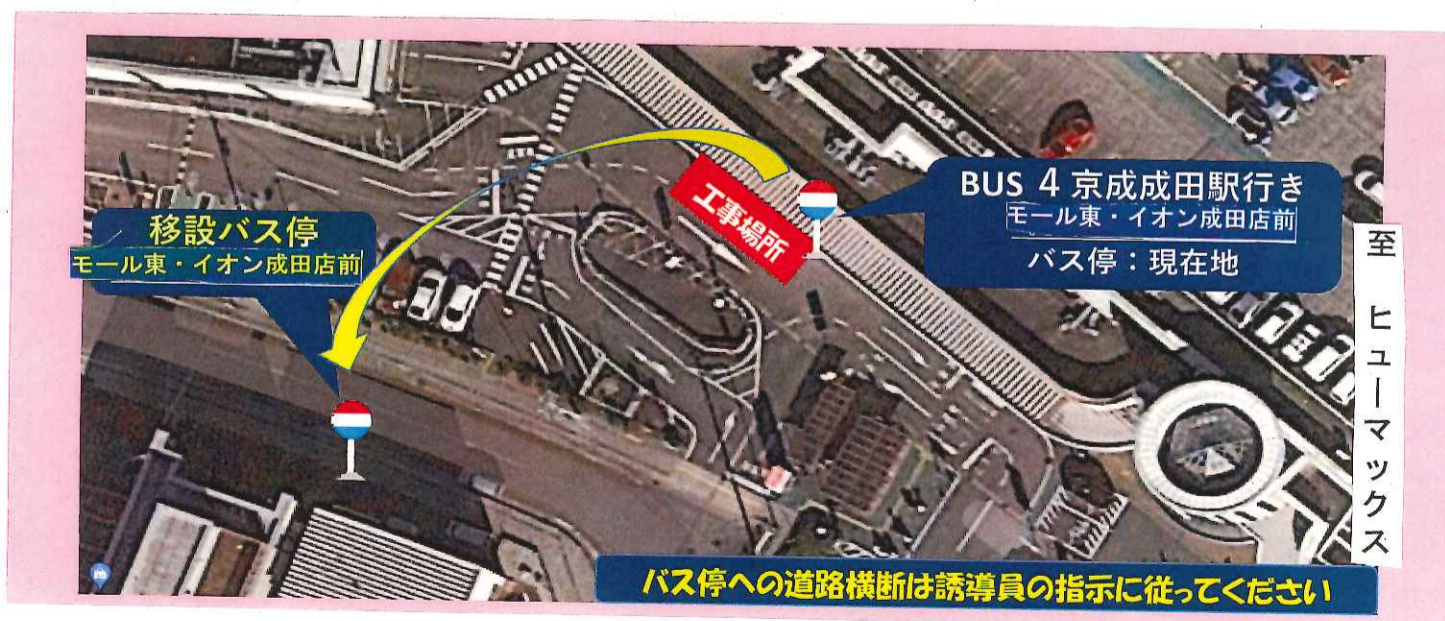 BUS 4 京成成田駅行き
モール東・イオン成田店前
バス停：現在地
工事場所
移設バス停
モール東・イオン成田店前
至 ヒューマックス
バス停への道路横断は誘導員の指示に従ってください